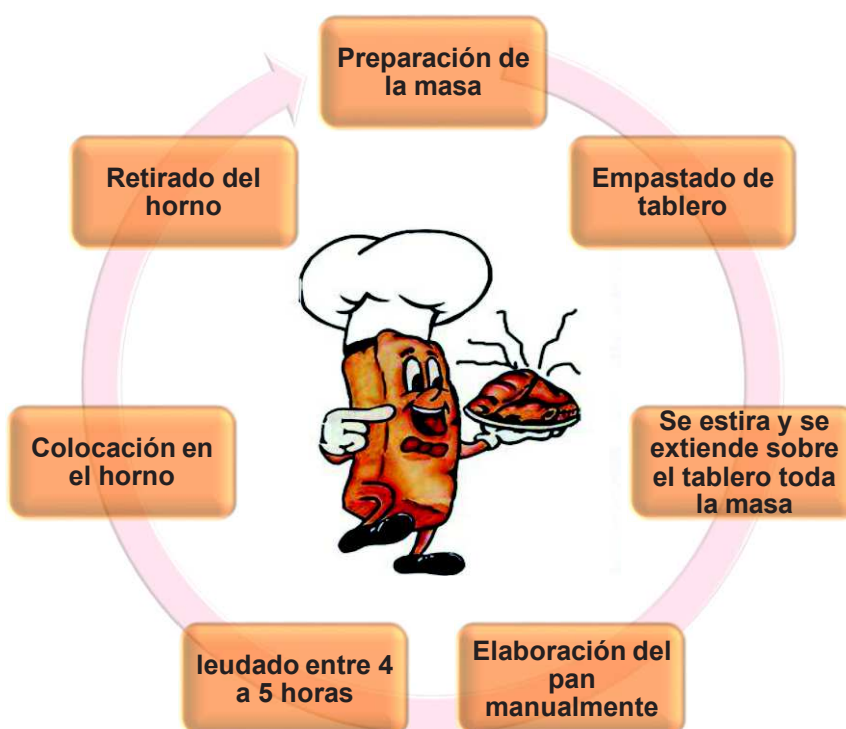 Preparación de
la masa
Empastado de
tablero
Se estira y se
extiende sobre
el tablero toda
la masa
Elaboración del
pan
manualmente
leudado entre 4
a 5 horas
Colocación en
el horno
Retirado del
horno